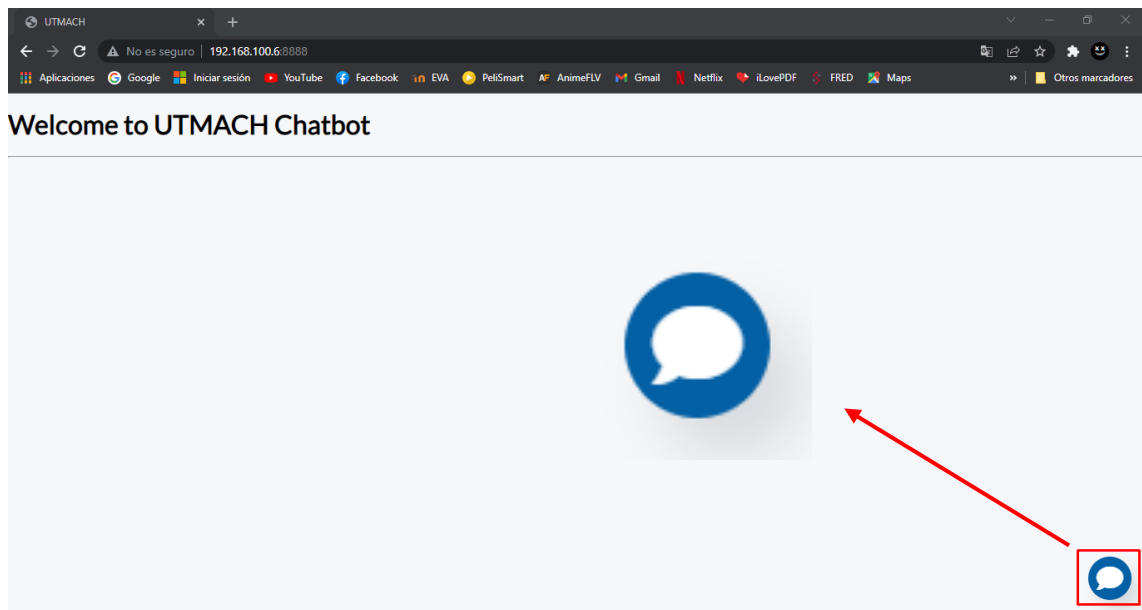 UTMACH
No es seguro | 192.168.100.6:8888
Aplicaciones Google Iniciar sesión YouTube Facebook EVA PeliSmart AF AnimeFLV Gmail Netflix iLovePDF FRED Maps » Otros marcadores
Welcome to UTMACH Chatbot